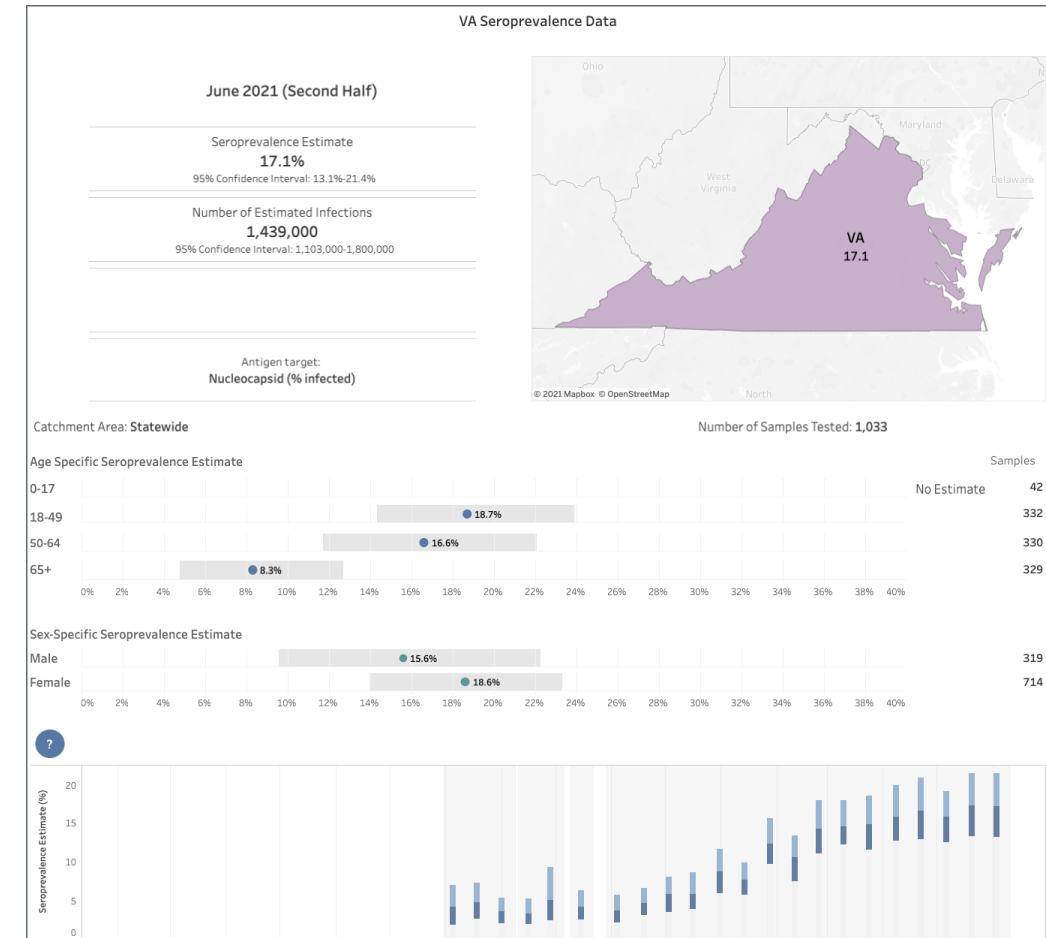 VA Seroprevalence Data
June 2021 (Second Half)
Seroprevalence Estimate
17.1%
95% Confidence Interval: 13.1%-21.4%
Number of Estimated Infections
1,439,000
95% Confidence Interval: 1,103,000-1,800,000
Antigen target:
Nucleocapsid (% infected)
Ohio
Maryland
DC
West
Virginia
Delaware
VA
17.1
© 2021 Mapbox © OpenStreetMap
North
Catchment Area: Statewide
Number of Samples Tested: 1,033
Age Specific Seroprevalence Estimate
Samples
0-17 No Estimate 42
18-49 18.7% 332
50-64 16.6% 330
65+ 8.3% 329
0% 2% 4% 6% 8% 10% 12% 14% 16% 18% 20% 22% 24% 26% 28% 30% 32% 34% 36% 38% 40%
Sex-Specific Seroprevalence Estimate
Male 15.6% 319
Female 18.6% 714
0% 2% 4% 6% 8% 10% 12% 14% 16% 18% 20% 22% 24% 26% 28% 30% 32% 34% 36% 38% 40%
?
Seroprevalence Estimate (%)
20
15
10
5
0